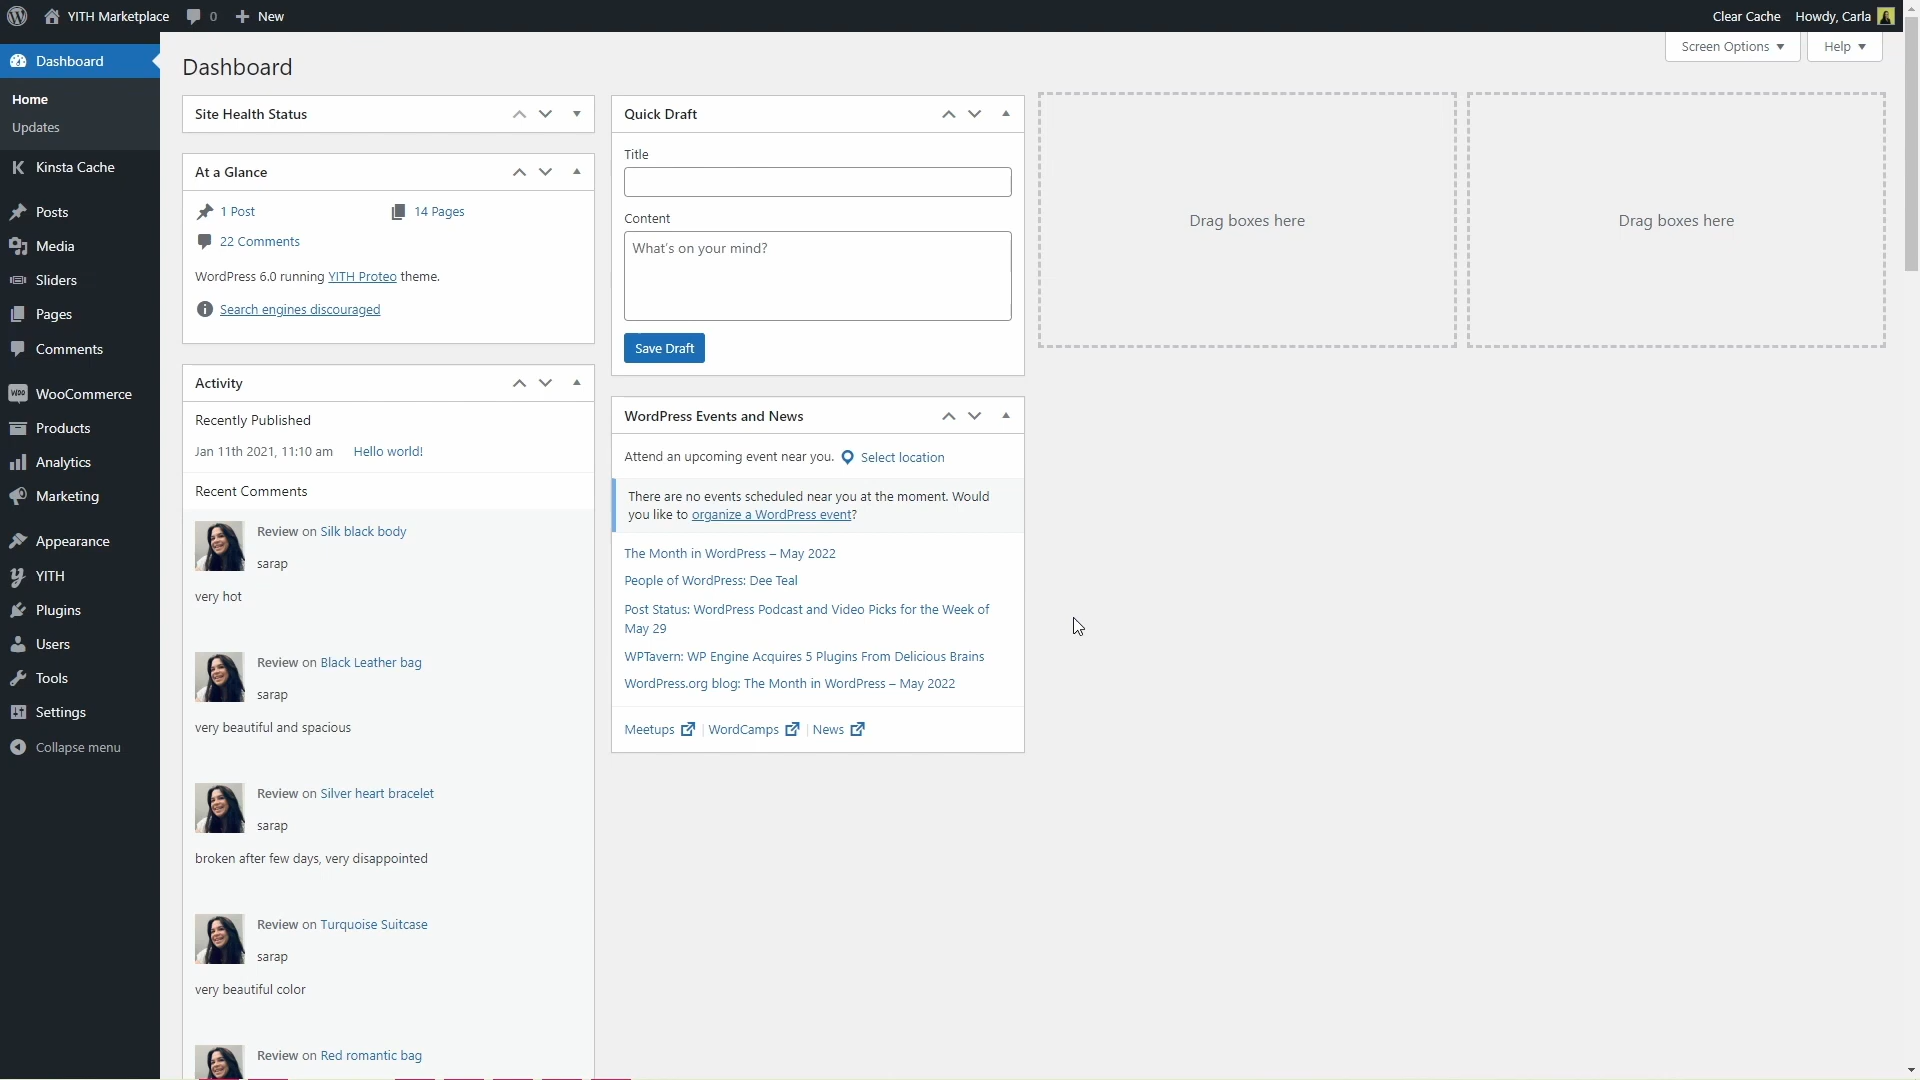 YITH Marketplace 0 New Clear Cache Howdy, Carla
Screen Options Help
Dashboard
Home
Updates
Kinsta Cache
Posts
Media
Sliders
Pages
Comments
WooCommerce
Products
Analytics
Marketing
Appearance
YITH
Plugins
Users
Tools
Settings
Collapse menu
Dashboard
Site Health Status
At a Glance
1 Post 14 Pages
22 Comments
WordPress 6.0 running YITH Proteo theme.
Search engines discouraged
Activity
Recently Published
Jan 11th 2021, 11:10 am Hello world!
Recent Comments
Review on Silk black body
sarap
very hot
Review on Black Leather bag
sarap
very beautiful and spacious
Review on Silver heart bracelet
sarap
broken after few days, very disappointed
Review on Turquoise Suitcase
sarap
very beautiful color
Review on Red romantic bag
Quick Draft
Title
Content
What's on your mind?
Save Draft
WordPress Events and News
Attend an upcoming event near you. Select location
There are no events scheduled near you at the moment. Would
you like to organize a WordPress event?
The Month in WordPress – May 2022
People of WordPress: Dee Teal
Post Status: WordPress Podcast and Video Picks for the Week of
May 29
WPTavern: WP Engine Acquires 5 Plugins From Delicious Brains
WordPress.org blog: The Month in WordPress – May 2022
Meetups | WordCamps | News
Drag boxes here
Drag boxes here